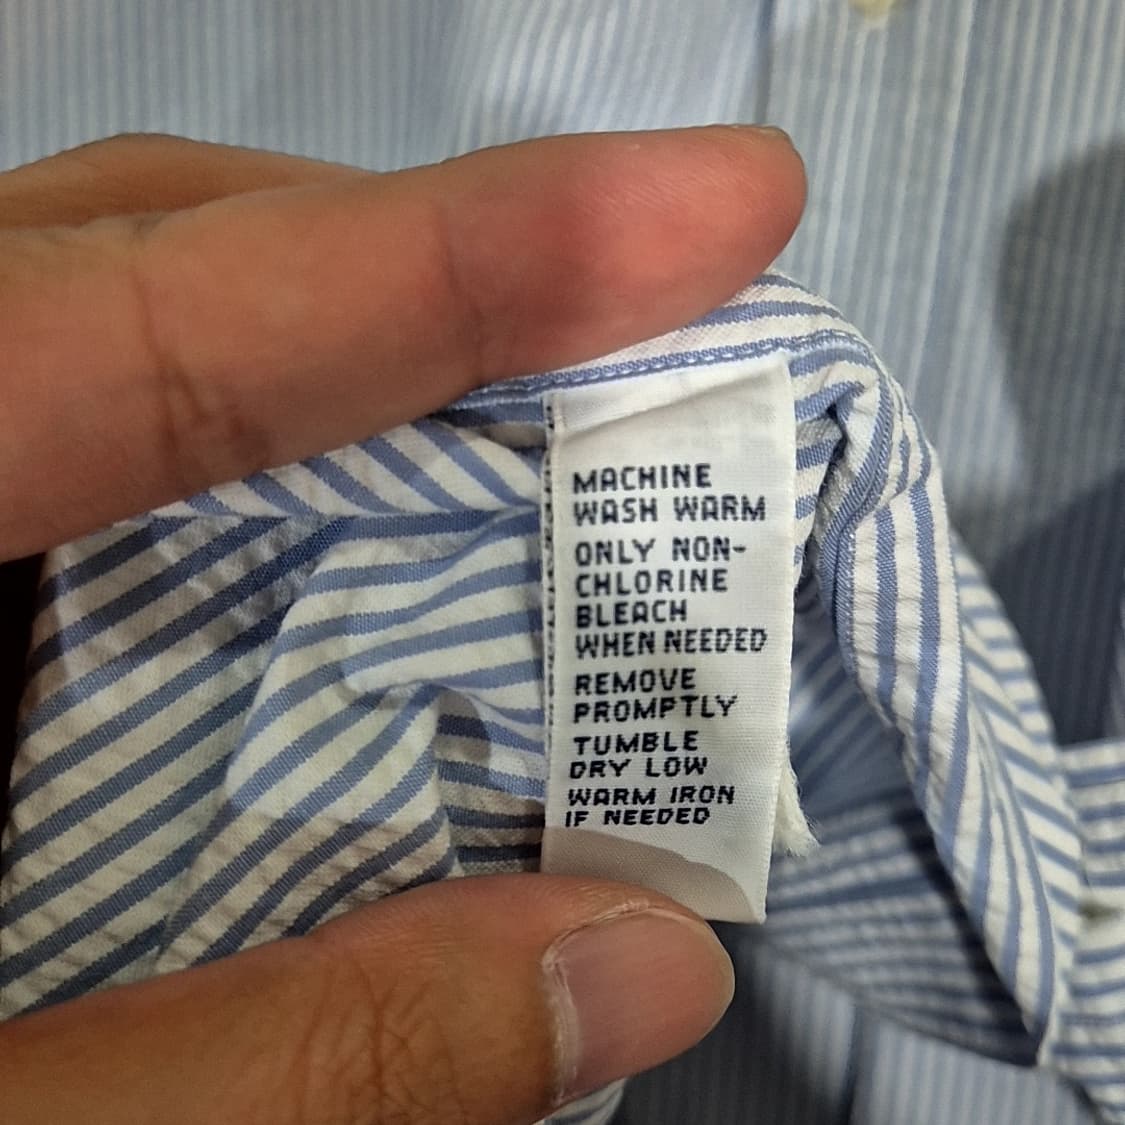 MACHINE
WASH WARM
ONLY NON-
CHLORINE
BLEACH
WHEN NEEDED
REMOVE
PROMPTLY
TUMBLE
DRY LOW
WARM IRON
IF NEEDED